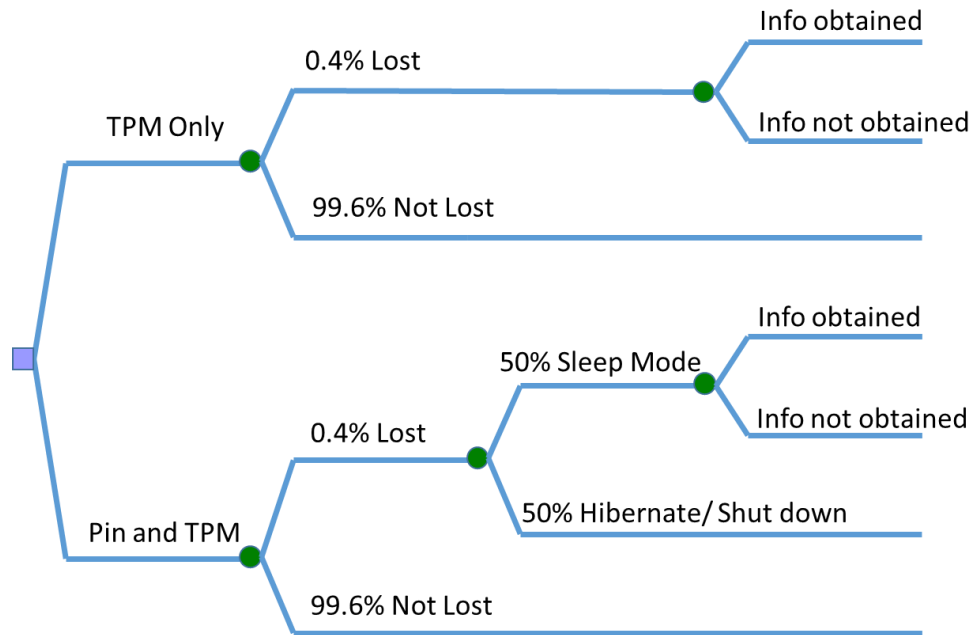 Info obtained
0.4% Lost
TPM Only
Info not obtained
99.6% Not Lost
Info obtained
50% Sleep Mode
Info not obtained
0.4% Lost
50% Hibernate/ Shut down
Pin and TPM
99.6% Not Lost